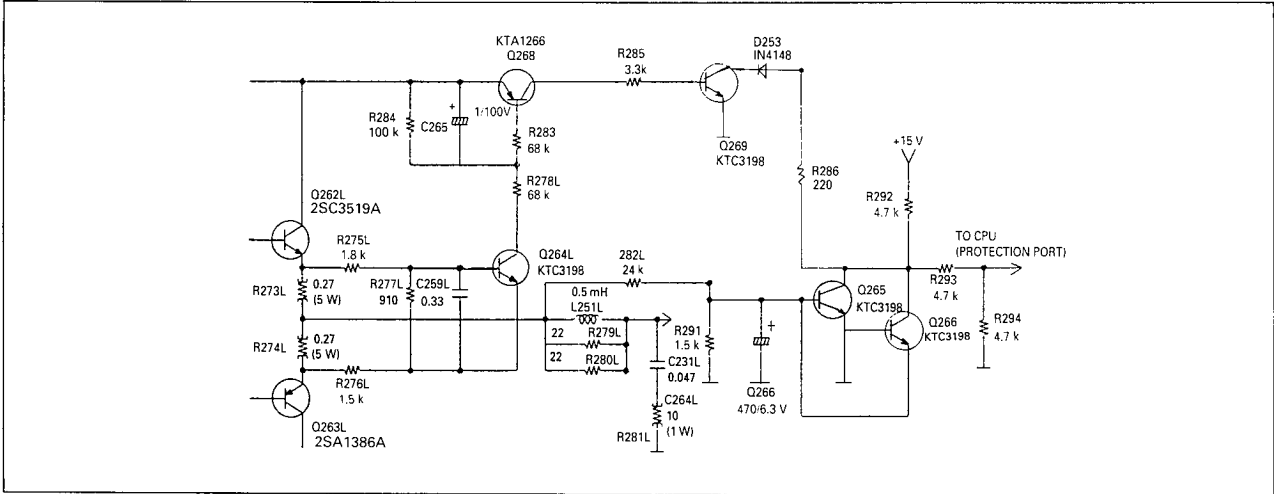 KTA1266
Q268
R285
3.3k
D253
IN4148
+
1/100V
R284
100 k
C265
R283
68 k
Q269
KTC3198
+15 V
R286
220
R278L
68 k
R292
4.7 k
Q262L
2SC3519A
TO CPU
(PROTECTION PORT)
R275L
1.8 k
Q264L
KTC3198
282L
24 k
R293
4.7 k
R273L
0.27
(5 W)
R277L
910
C259L
0.33
0.5 mH
L251L
Q265
KTC3198
R274L
0.27
(5 W)
22
R279L
22
R280L
R291
1.5 k
+
Q266
KTC3198
R294
4.7 k
R276L
1.5 k
C231L
0.047
Q266
470/6.3 V
C264L
10
(1 W)
R281L
Q263L
2SA1386A